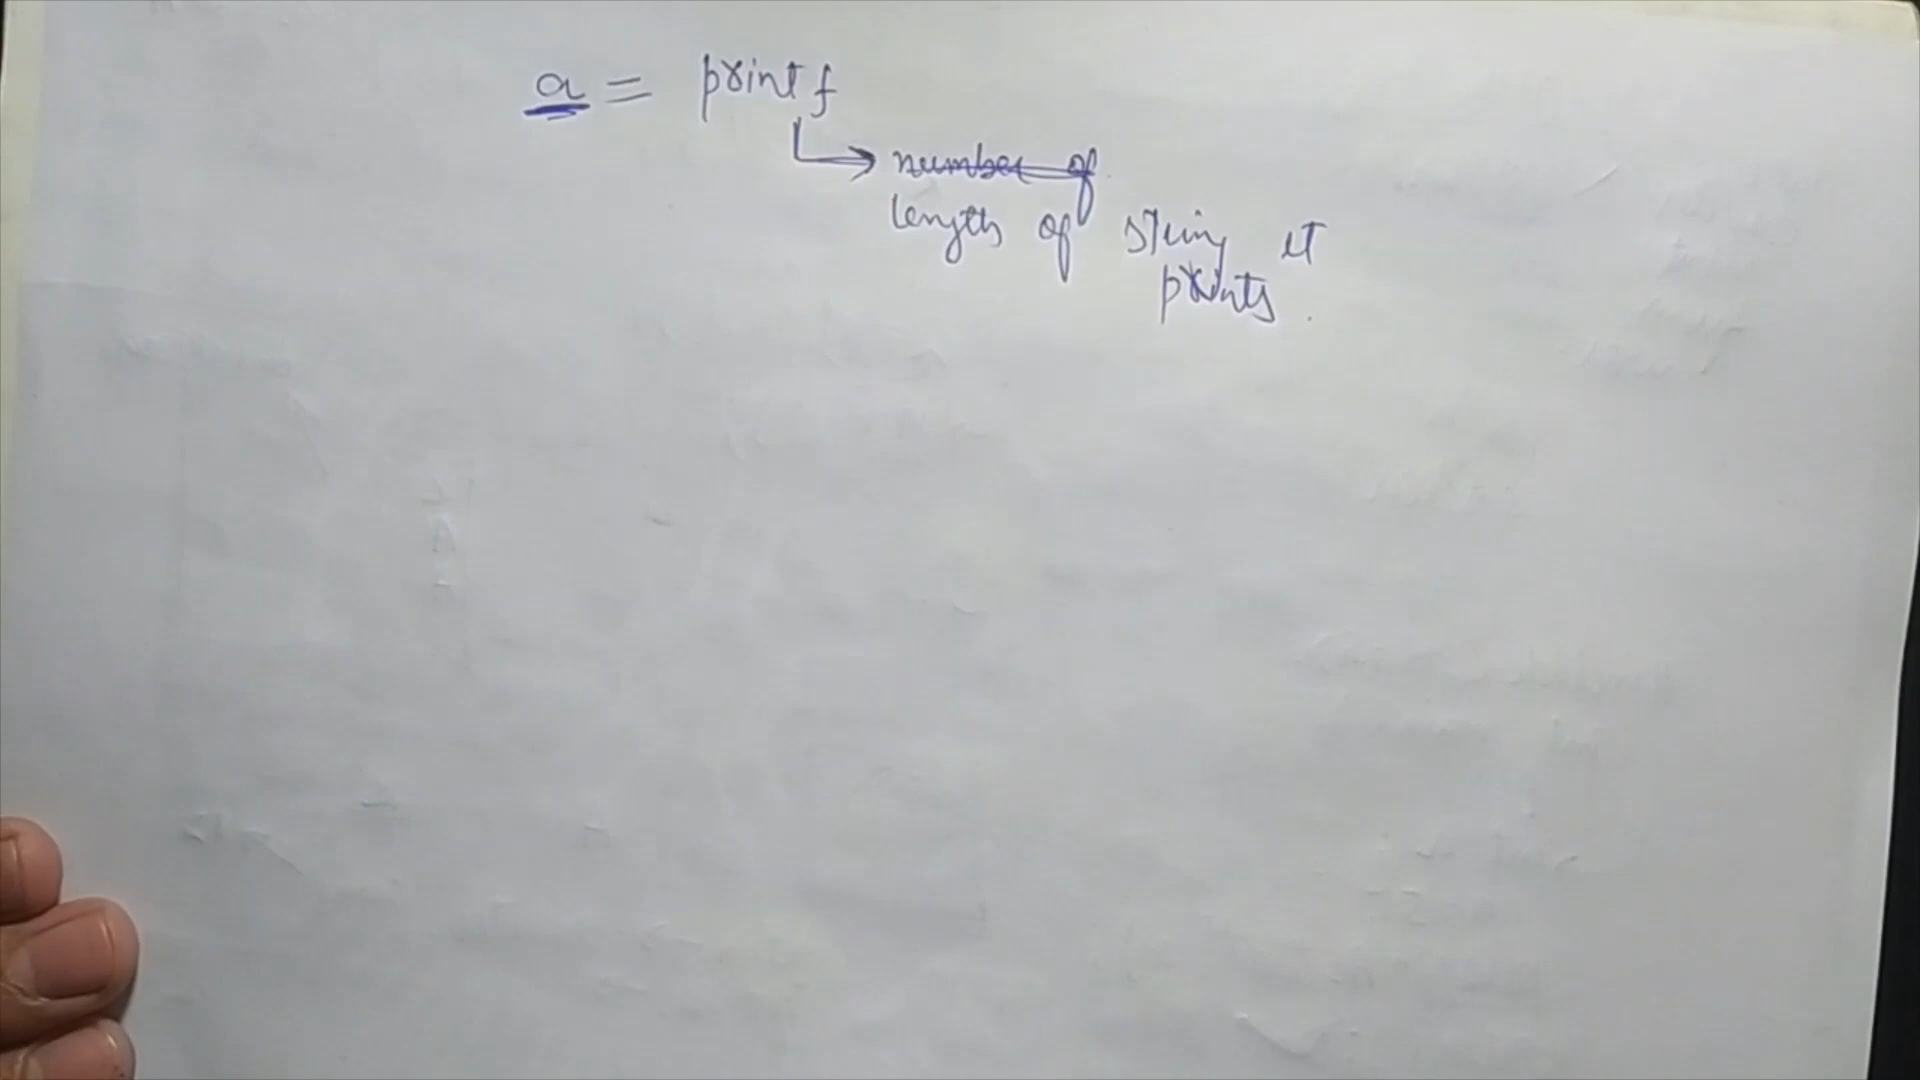 a = printf
number of
length of string it
prints.